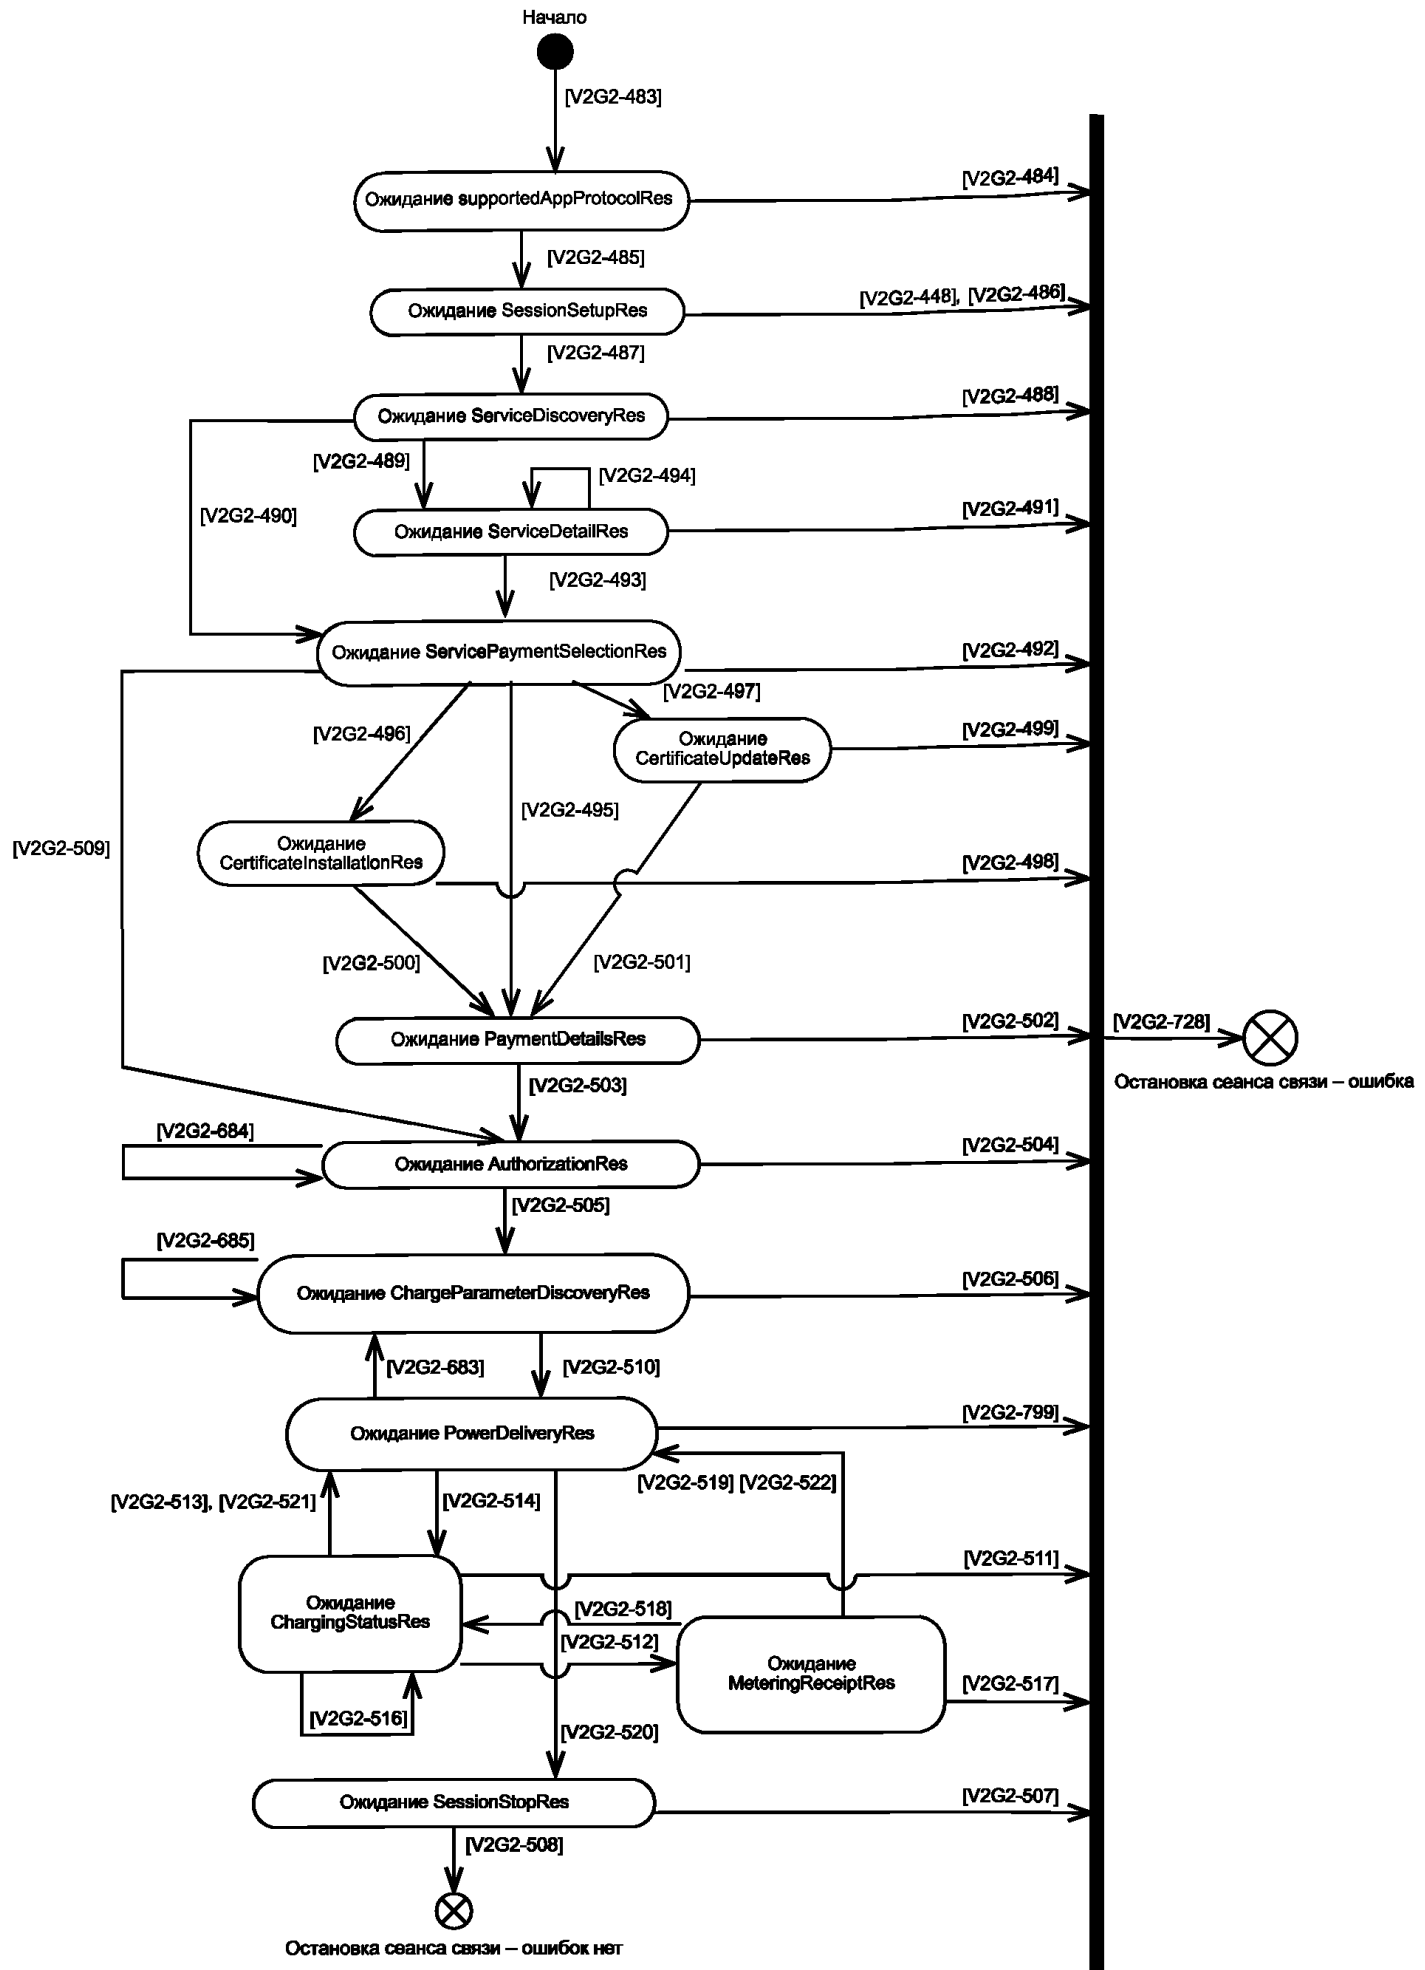 Начало
[V2G2-483]
[V2G2-484]
Ожидание supportedAppProtocolRes
[V2G2-485]
[V2G2-448], [V2G2-486]
Ожидание SessionSetupRes
[V2G2-487]
[V2G2-488]
Ожидание ServiceDiscoveryRes
[V2G2-489]
[V2G2-494]
[V2G2-490]
[V2G2-491]
Ожидание ServiceDetailRes
[V2G2-493]
Ожидание ServicePaymentSelectionRes
[V2G2-492]
[V2G2-497]
[V2G2-496]
[V2G2-499]
Ожидание
CertificateUpdateRes
[V2G2-495]
[V2G2-509]
Ожидание
CertificateInstallationRes
[V2G2-498]
[V2G2-500]
[V2G2-501]
[V2G2-502]
[V2G2-728]
Ожидание PaymentDetailsRes
Остановка сеанса связи – ошибка
[V2G2-503]
[V2G2-684]
[V2G2-504]
Ожидание AuthorizationRes
[V2G2-505]
[V2G2-685]
[V2G2-506]
Ожидание ChargeParameterDiscoveryRes
[V2G2-683]
[V2G2-510]
[V2G2-799]
Ожидание PowerDeliveryRes
[V2G2-519] [V2G2-522]
[V2G2-513], [V2G2-521]
[V2G2-514]
[V2G2-511]
Ожидание
ChargingStatusRes
[V2G2-518]
[V2G2-512]
Ожидание
MeteringReceiptRes
[V2G2-517]
[V2G2-516]
[V2G2-520]
[V2G2-507]
Ожидание SessionStopRes
[V2G2-508]
Остановка сеанса связи – ошибок нет